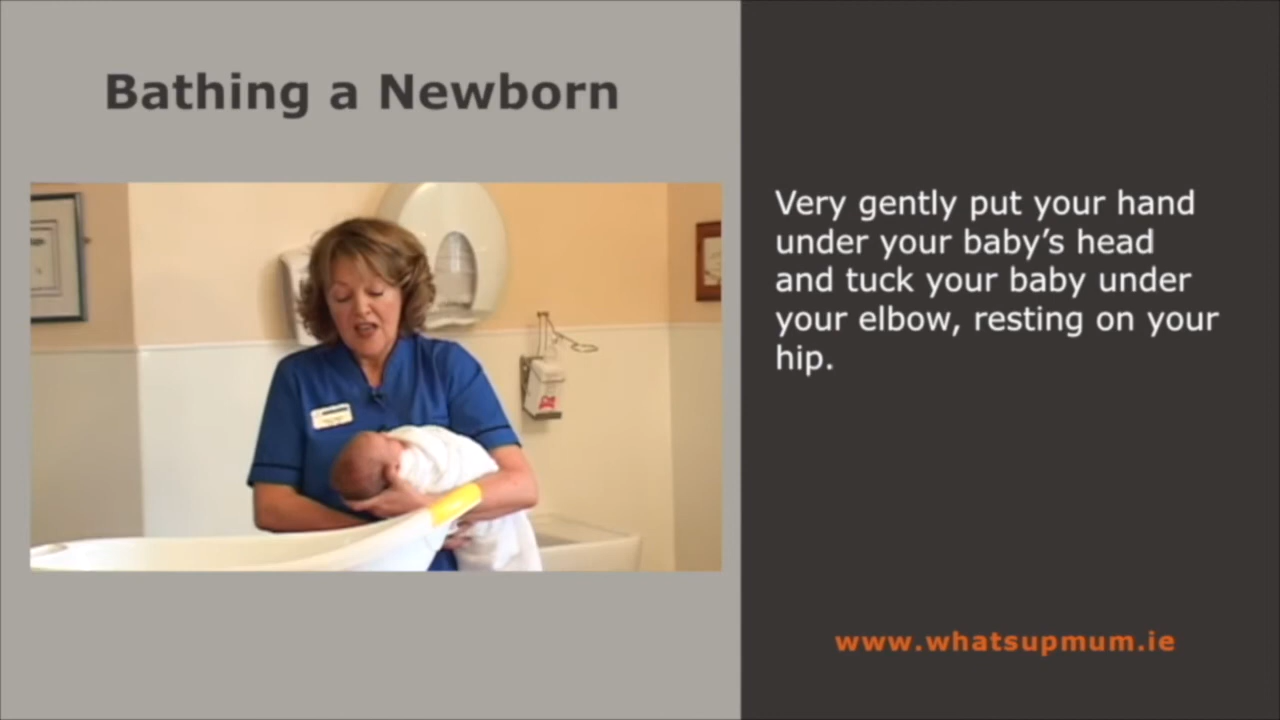 Bathing a Newborn
Very gently put your hand
under your baby’s head
and tuck your baby under
your elbow, resting on your
hip.
www.whatsupmum.ie